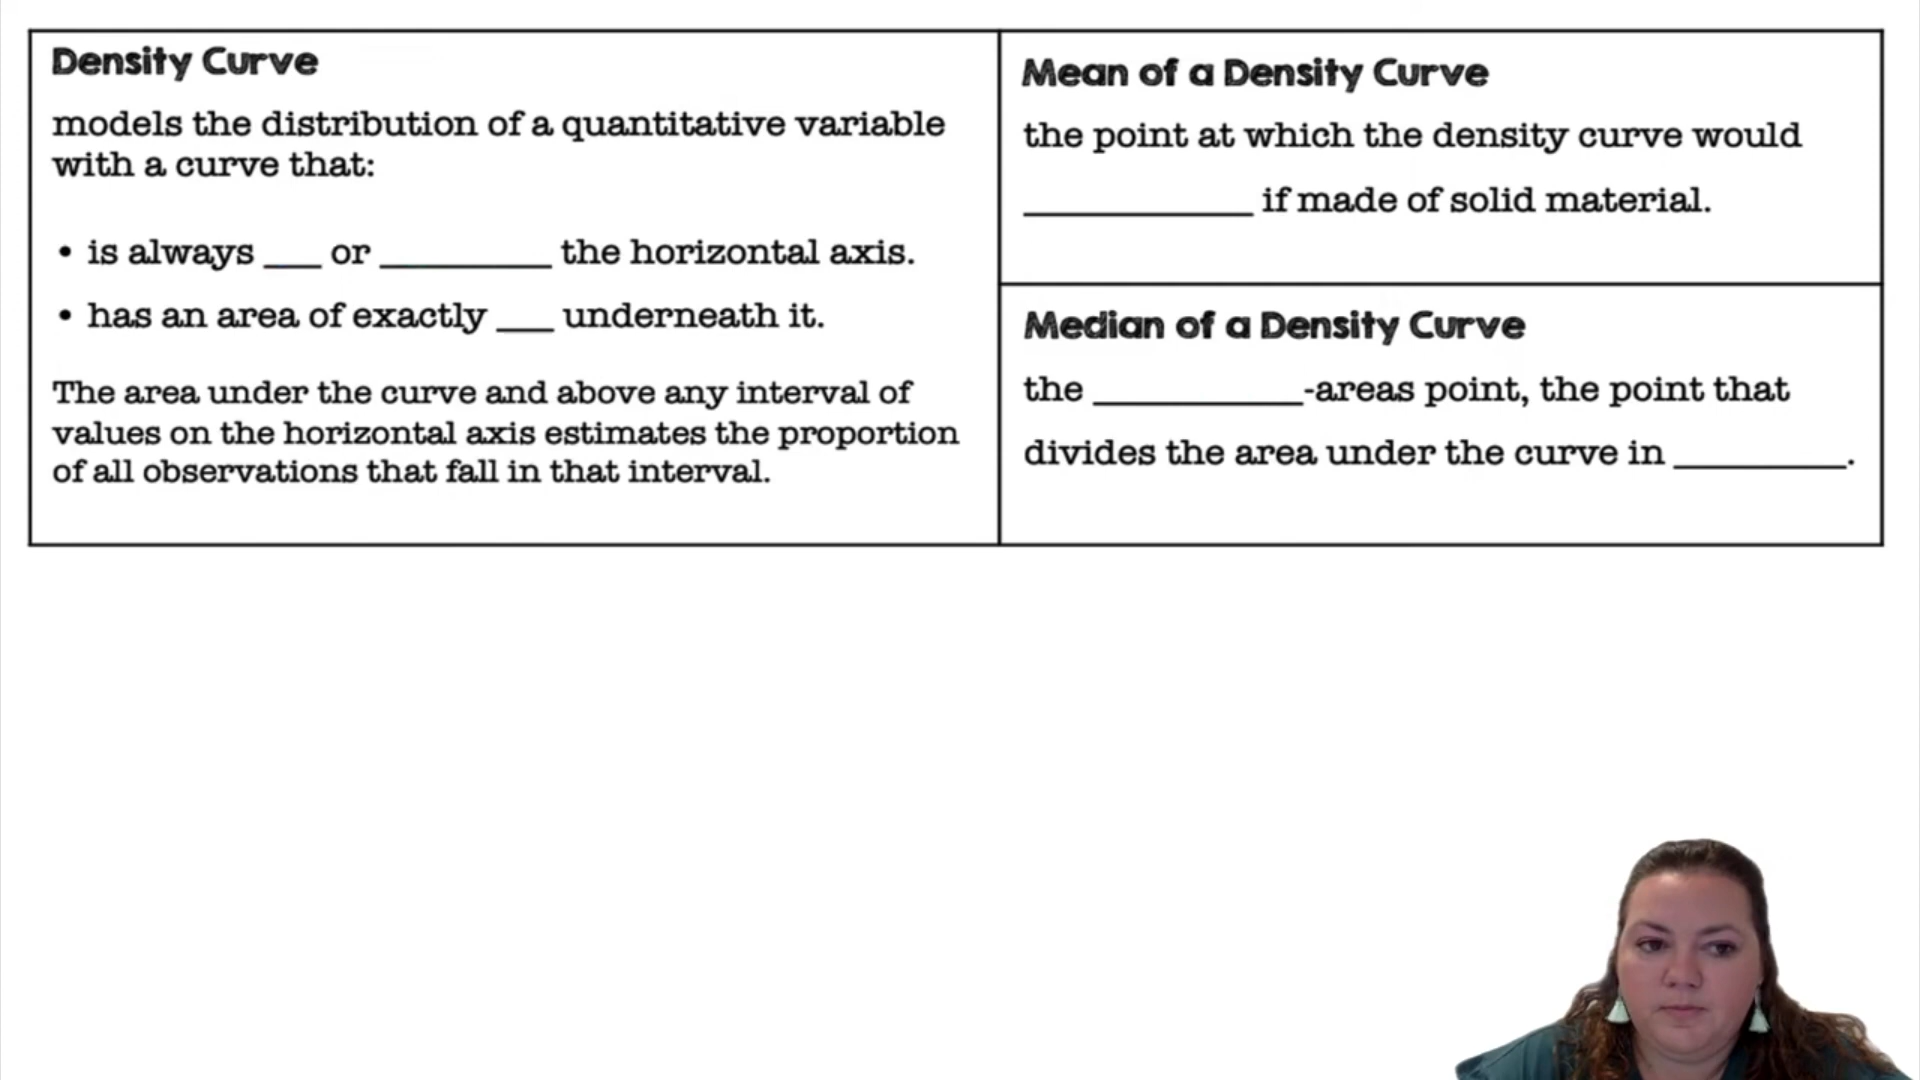 Density Curve
models the distribution of a quantitative variable
with a curve that:
• is always ___ or _________ the horizontal axis.
• has an area of exactly ___ underneath it.
The area under the curve and above any interval of
values on the horizontal axis estimates the proportion
of all observations that fall in that interval.
Mean of a Density Curve
the point at which the density curve would
____________ if made of solid material.
Median of a Density Curve
the ___________-areas point, the point that
divides the area under the curve in _________.